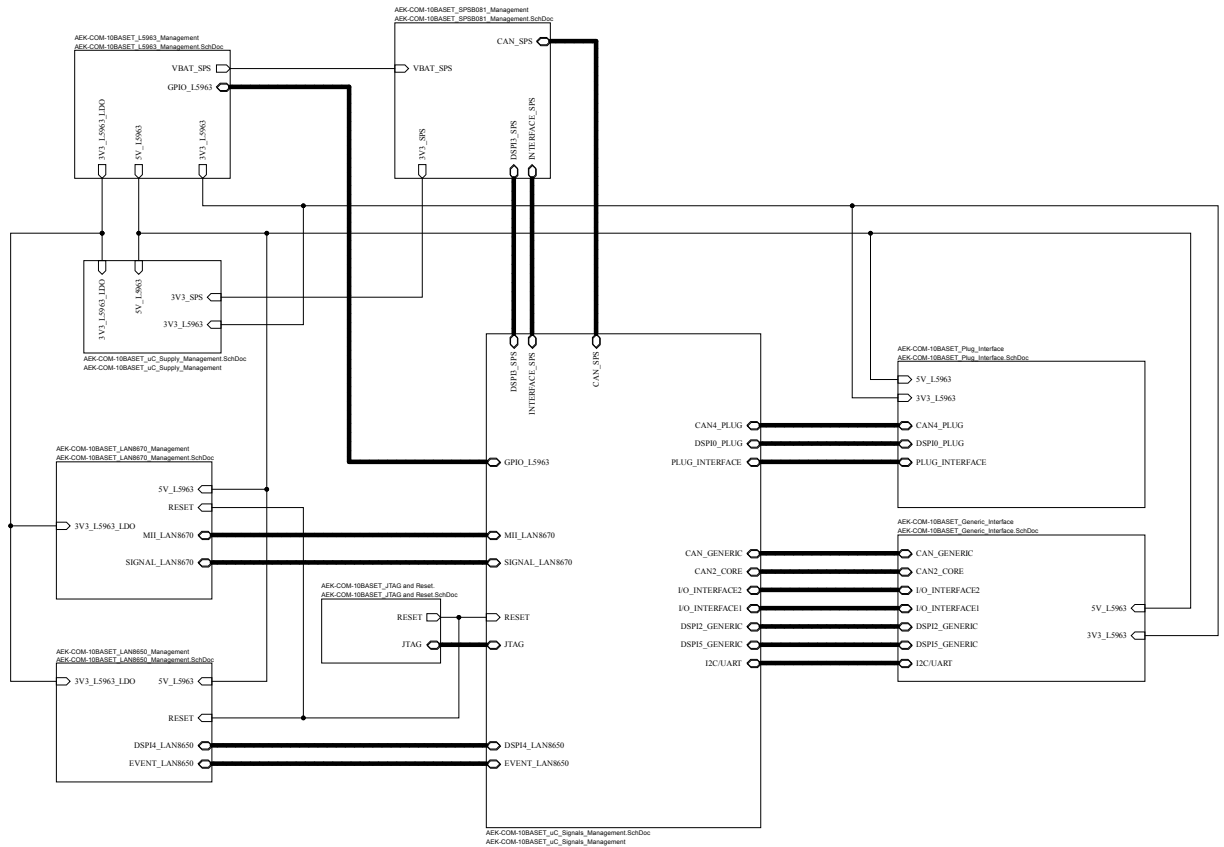 AEK-COM-10BASET_L5963_Management
AEK-COM-10BASET_L5963_Management.SchDoc
VBAT_SPS
GPIO_L5963
3V3_L5963_LDO
5V_L5963
3V3_L5963
AEK-COM-10BASET_SPSB081_Management
AEK-COM-10BASET_SPSB081_Management.SchDoc
CAN_SPS
VBAT_SPS
3V3_SPS
DSPI3_SPS
INTERFACE_SPS
3V3_L5963_LDO
5V_L5963
3V3_SPS
3V3_L5963
AEK-COM-10BASET_uC_Supply_Management.SchDoc
AEK-COM-10BASET_uC_Supply_Management
DSPI3_SPS
INTERFACE_SPS
CAN_SPS
CAN4_PLUG
DSPI0_PLUG
PLUG_INTERFACE
GPIO_L5963
MII_LAN8670
SIGNAL_LAN8670
CAN_GENERIC
CAN2_CORE
I/O_INTERFACE2
I/O_INTERFACE1
DSPI2_GENERIC
DSPI5_GENERIC
I2C/UART
RESET
JTAG
DSPI4_LAN8650
EVENT_LAN8650
AEK-COM-10BASET_uC_Signals_Management.SchDoc
AEK-COM-10BASET_uC_Signals_Management
AEK-COM-10BASET_Plug_Interface
AEK-COM-10BASET_Plug_Interface.SchDoc
5V_L5963
3V3_L5963
CAN4_PLUG
DSPI0_PLUG
PLUG_INTERFACE
AEK-COM-10BASET_LAN8670_Management
AEK-COM-10BASET_LAN8670_Management.SchDoc
5V_L5963
RESET
3V3_L5963_LDO
MII_LAN8670
SIGNAL_LAN8670
AEK-COM-10BASET_Generic_Interface
AEK-COM-10BASET_Generic_Interface.SchDoc
CAN_GENERIC
CAN2_CORE
I/O_INTERFACE2
I/O_INTERFACE1
DSPI2_GENERIC
DSPI5_GENERIC
I2C/UART
5V_L5963
3V3_L5963
AEK-COM-10BASET_JTAG and Reset.
AEK-COM-10BASET_JTAG and Reset.SchDoc
RESET
JTAG
AEK-COM-10BASET_LAN8650_Management
AEK-COM-10BASET_LAN8650_Management.SchDoc
3V3_L5963_LDO
5V_L5963
RESET
DSPI4_LAN8650
EVENT_LAN8650